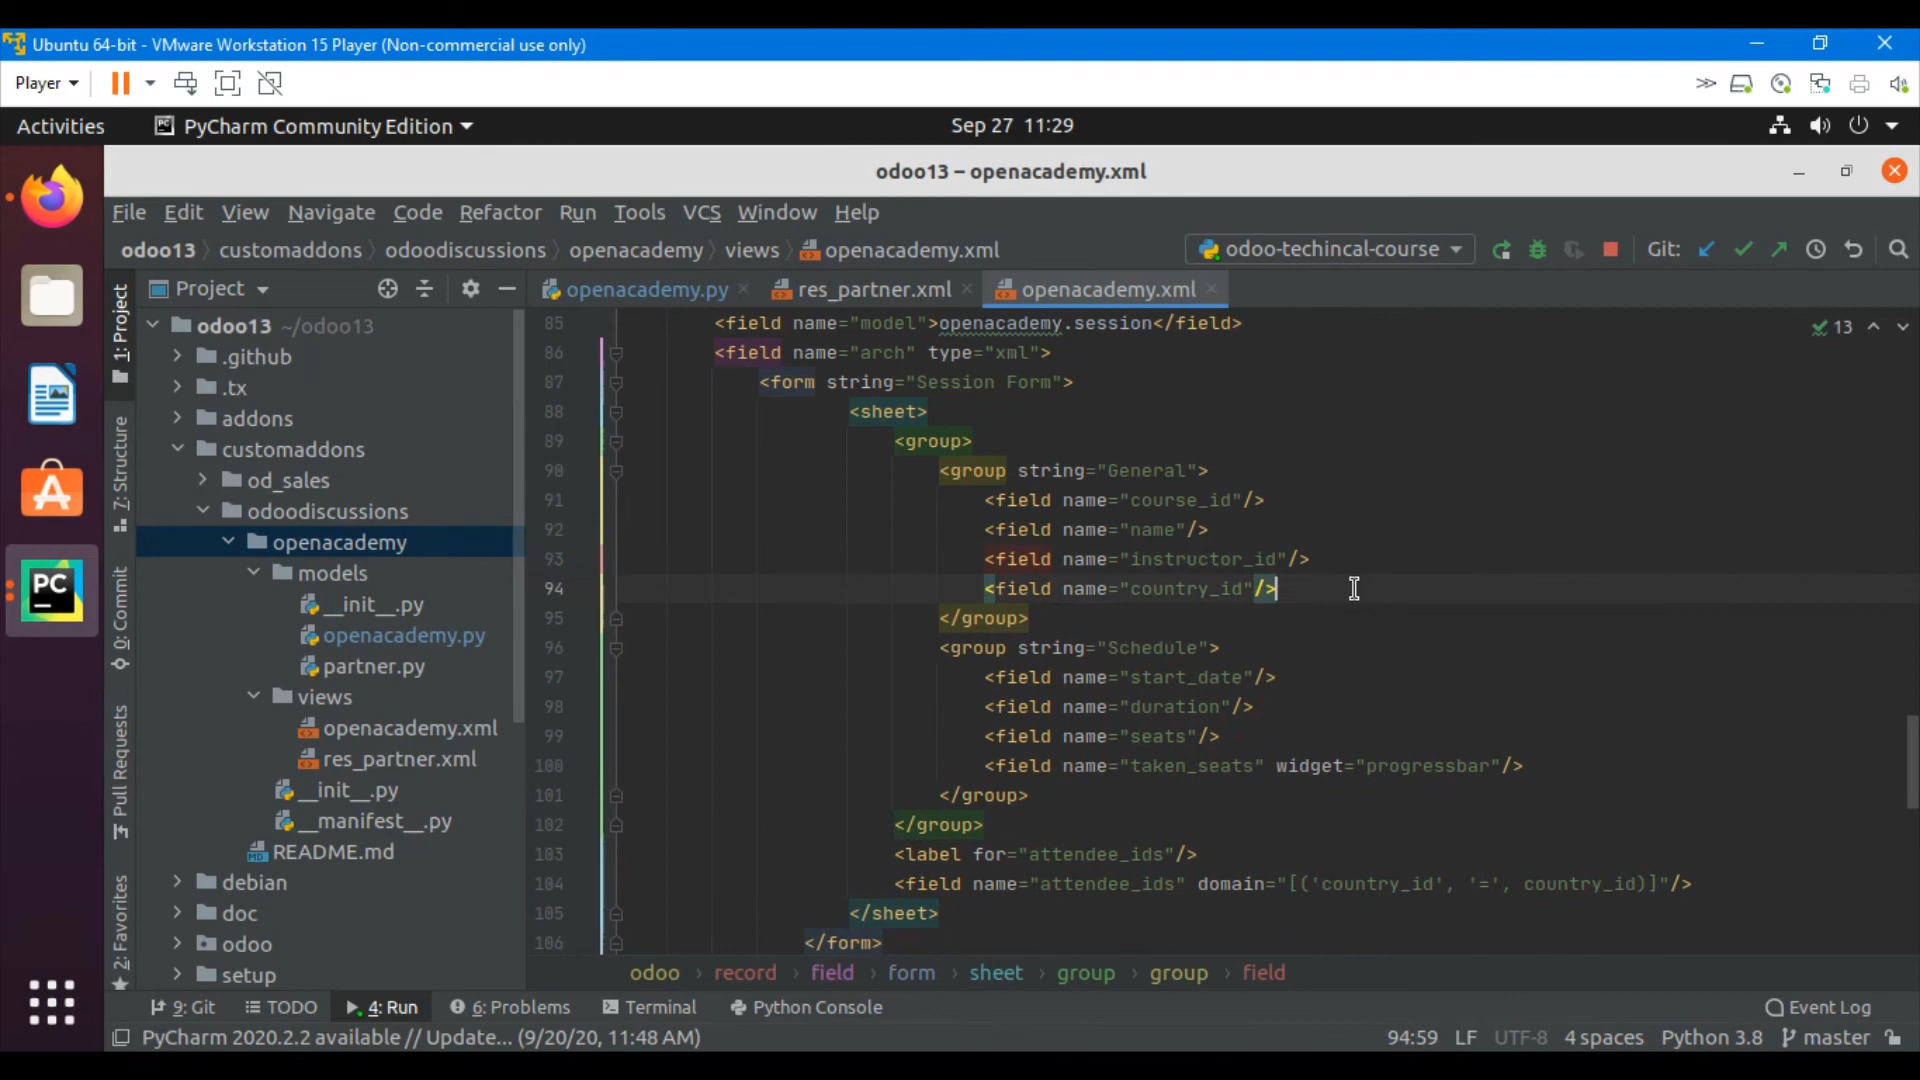 Ubuntu 64-bit - VMware Workstation 15 Player (Non-commercial use only)
Player
Activities
PyCharm Community Edition
Sep 27 11:29
odoo13 – openacademy.xml
File Edit View Navigate Code Refactor Run Tools VCS Window Help
odoo13 customaddons odoodiscussions openacademy views openacademy.xml
odoo-techincal-course
Git:
Project
openacademy.py
res_partner.xml
openacademy.xml
1: Project
7: Structure
0: Commit
Pull Requests
2: Favorites
odoo13 ~/odoo13
.github
.tx
addons
customaddons
od_sales
odoodiscussions
openacademy
models
__init__.py
openacademy.py
partner.py
views
openacademy.xml
res_partner.xml
__init__.py
__manifest__.py
README.md
debian
doc
odoo
setup
13
85 <field name="model">openacademy.session</field>
86 <field name="arch" type="xml">
87 <form string="Session Form">
88 <sheet>
89 <group>
90 <group string="General">
91 <field name="course_id"/>
92 <field name="name"/>
93 <field name="instructor_id"/>
94 <field name="country_id"/>
95 </group>
96 <group string="Schedule">
97 <field name="start_date"/>
98 <field name="duration"/>
99 <field name="seats"/>
100 <field name="taken_seats" widget="progressbar"/>
101 </group>
102 </group>
103 <label for="attendee_ids"/>
104 <field name="attendee_ids" domain="[('country_id', '=', country_id)]"/>
105 </sheet>
106 </form>
odoo › record › field › form › sheet › group › group › field
9: Git
TODO
4: Run
6: Problems
Terminal
Python Console
Event Log
PyCharm 2020.2.2 available // Update... (9/20/20, 11:48 AM)
94:59 LF UTF-8 4 spaces Python 3.8 master